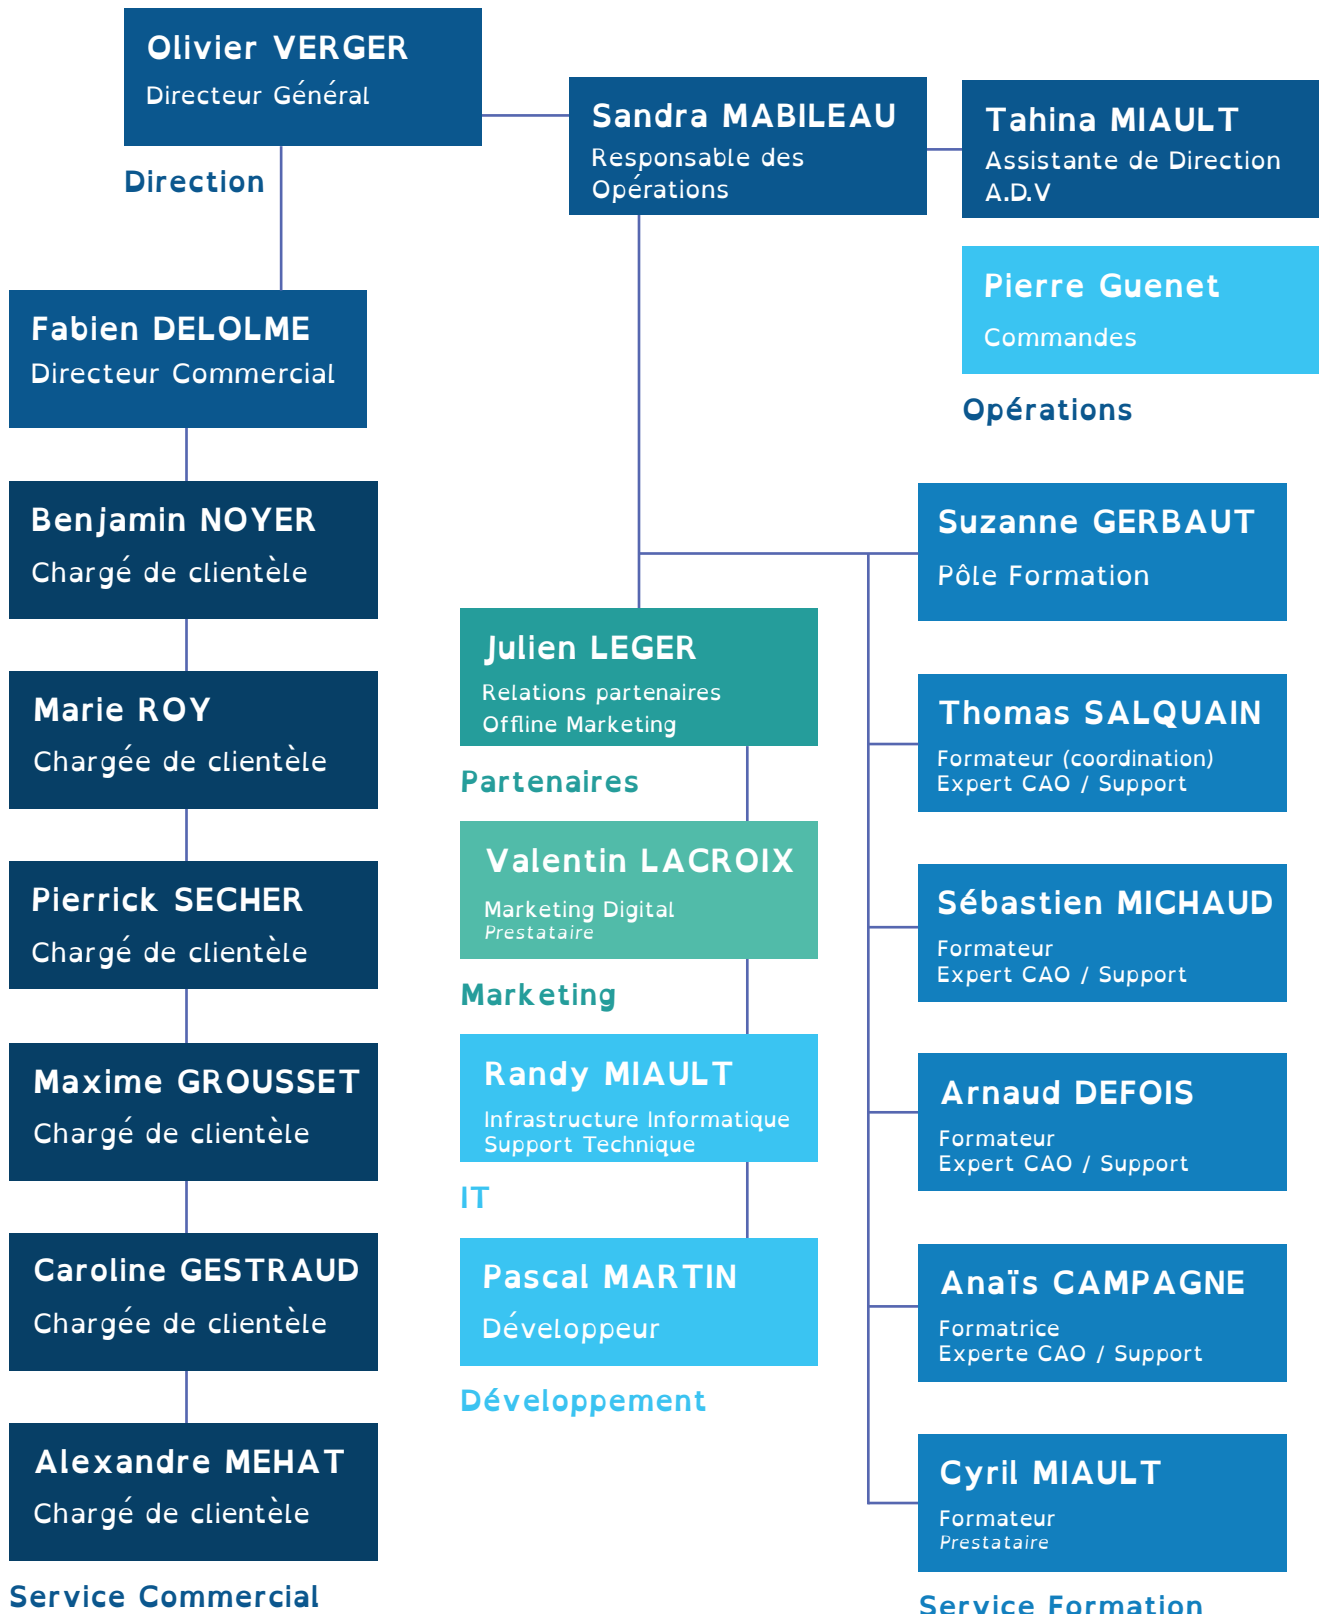 Olivier VERGER
Directeur Général
Direction
Sandra MABILEAU
Responsable des
Opérations
Tahina MIAULT
Assistante de Direction
A.D.V
Pierre Guenet
Commandes
Opérations
Fabien DELOLME
Directeur Commercial
Benjamin NOYER
Chargé de clientèle
Marie ROY
Chargée de clientèle
Pierrick SECHER
Chargé de clientèle
Maxime GROUSSET
Chargé de clientèle
Caroline GESTRAUD
Chargée de clientèle
Alexandre MEHAT
Chargé de clientèle
Service Commercial
Julien LEGER
Relations partenaires
Offline Marketing
Partenaires
Valentin LACROIX
Marketing Digital
Prestataire
Marketing
Randy MIAULT
Infrastructure Informatique
Support Technique
IT
Pascal MARTIN
Développeur
Développement
Suzanne GERBAUT
Pôle Formation
Thomas SALQUAIN
Formateur (coordination)
Expert CAO / Support
Sébastien MICHAUD
Formateur
Expert CAO / Support
Arnaud DEFOIS
Formateur
Expert CAO / Support
Anaïs CAMPAGNE
Formatrice
Experte CAO / Support
Cyril MIAULT
Formateur
Prestataire
Service Formation